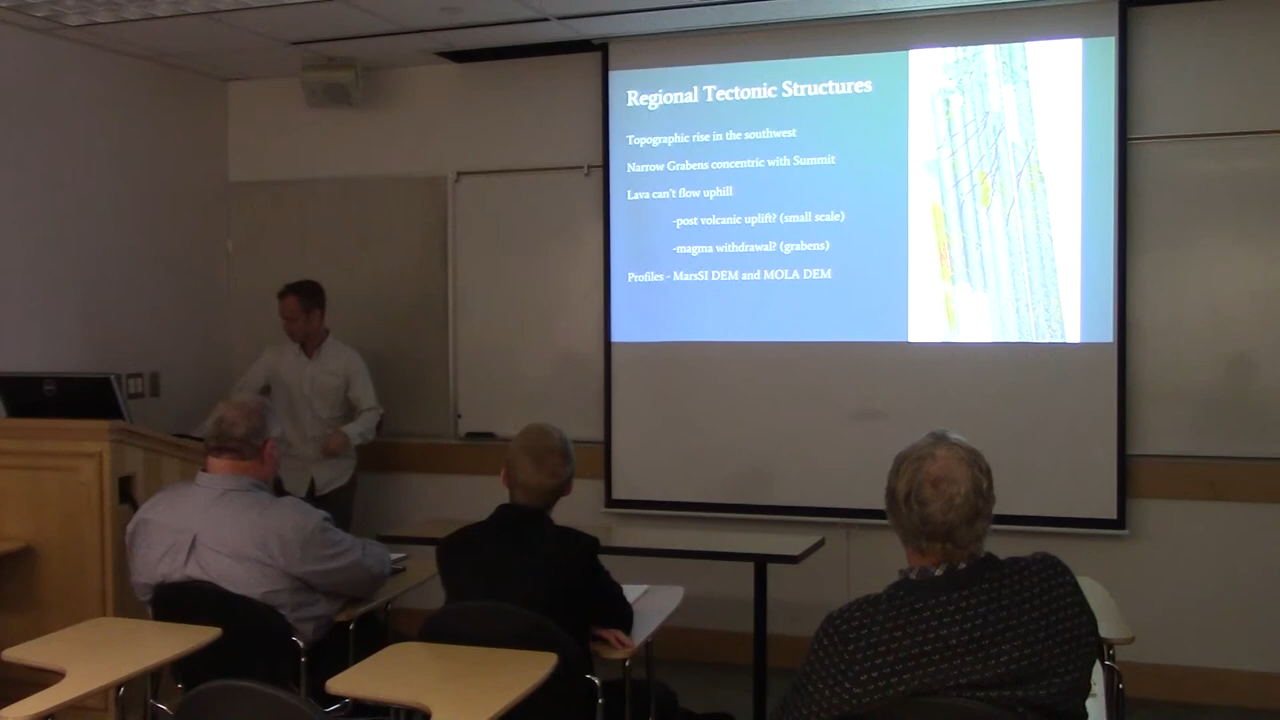 Regional Tectonic Structures
Topographic rise in the southwest
Narrow Grabens concentric with Summit
Lava can't flow uphill
-post volcanic uplift? (small scale)
-magma withdrawal? (grabens)
Profiles - MarsSI DEM and MOLA DEM